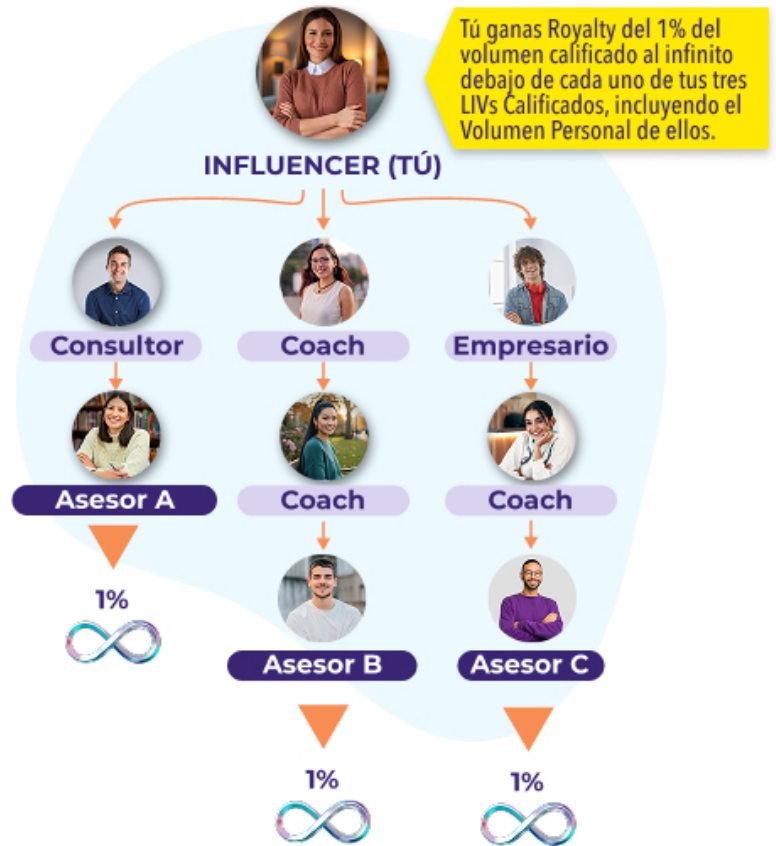 Tú ganas Royalty del 1% del
volumen calificado al infinito
debajo de cada uno de tus tres
LIVs Calificados, incluyendo el
Volumen Personal de ellos.
INFLUENCER (TÚ)
Consultor
Coach
Empresario
Asesor A
Coach
Coach
1%
Asesor B
Asesor C
1%
1%